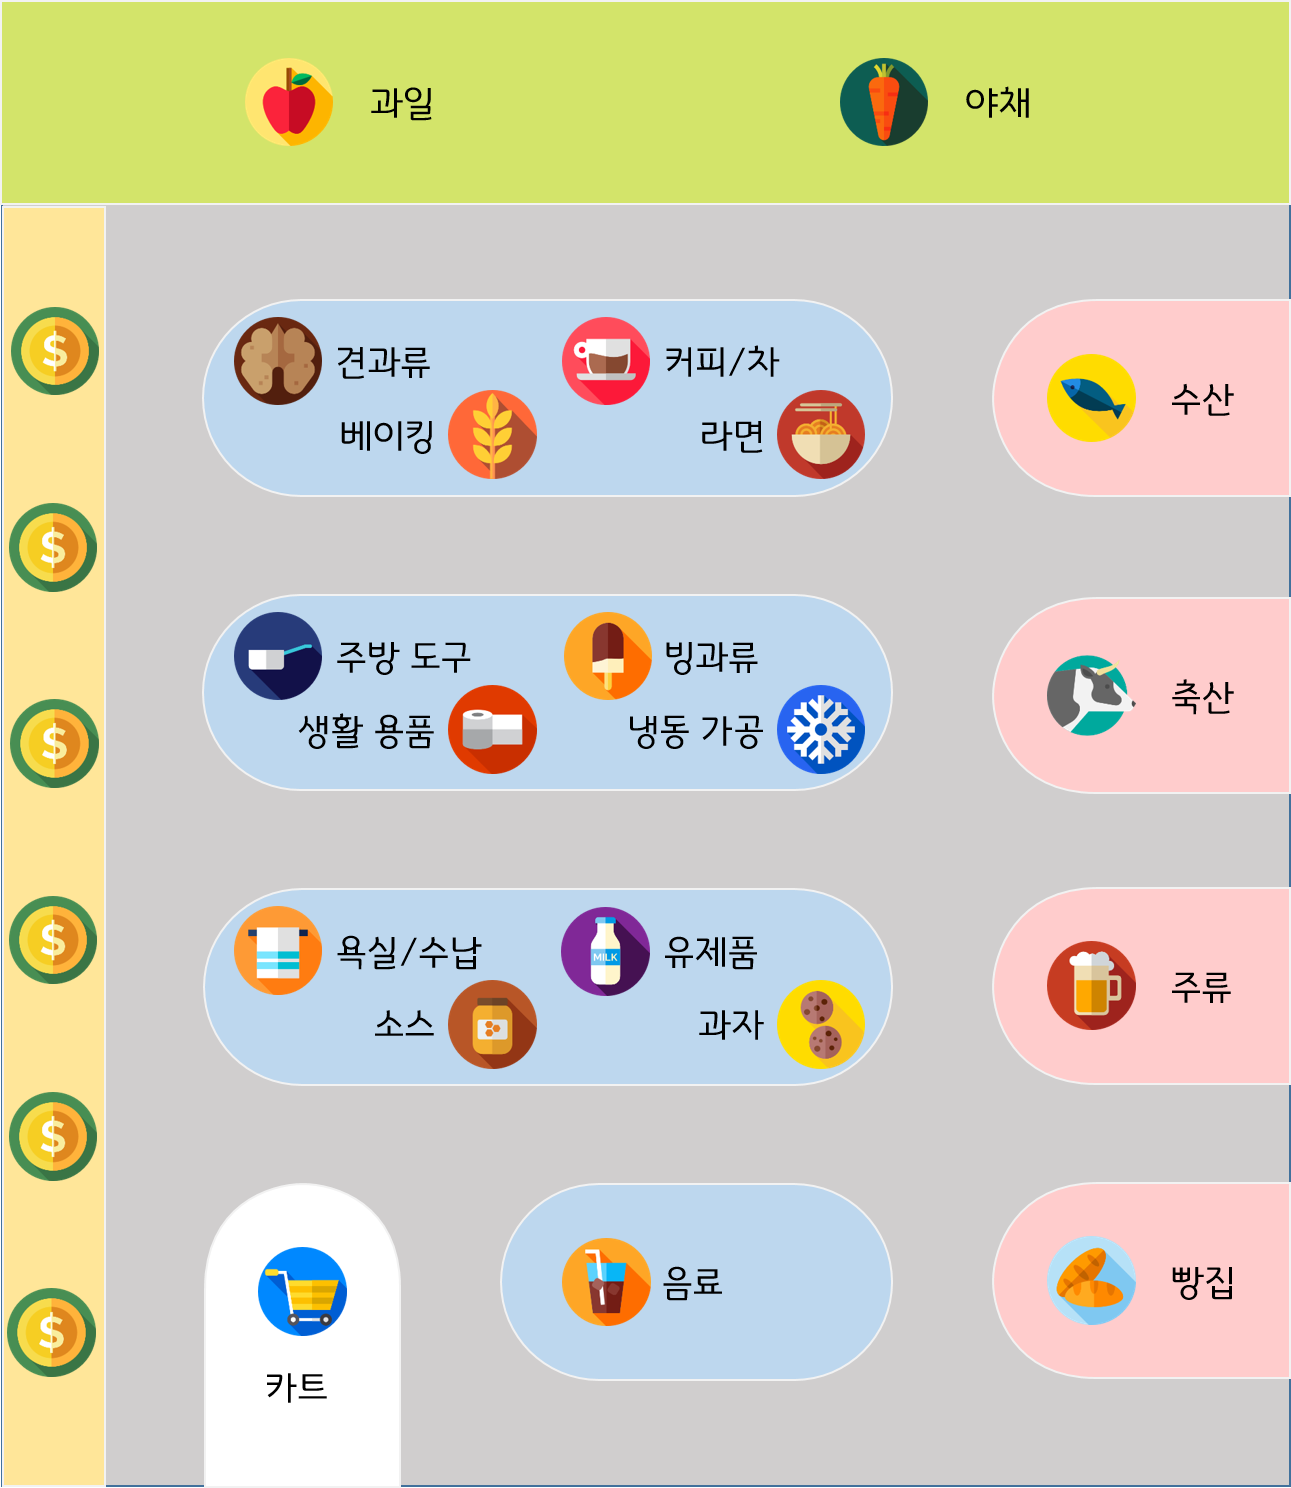 과일
야채
견과류
커피/차
베이킹
라면
수산
주방 도구
빙과류
생활 용품
냉동 가공
축산
욕실/수납
유제품
MILK
소스
과자
주류
음료
빵집
카트
$
$
$
$
$
$